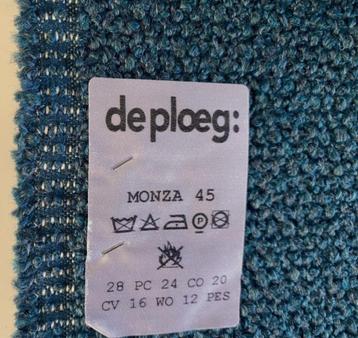 de ploeg:
MONZA 45
P
28 PC 24 CO 20
CV 16 WO 12 PES